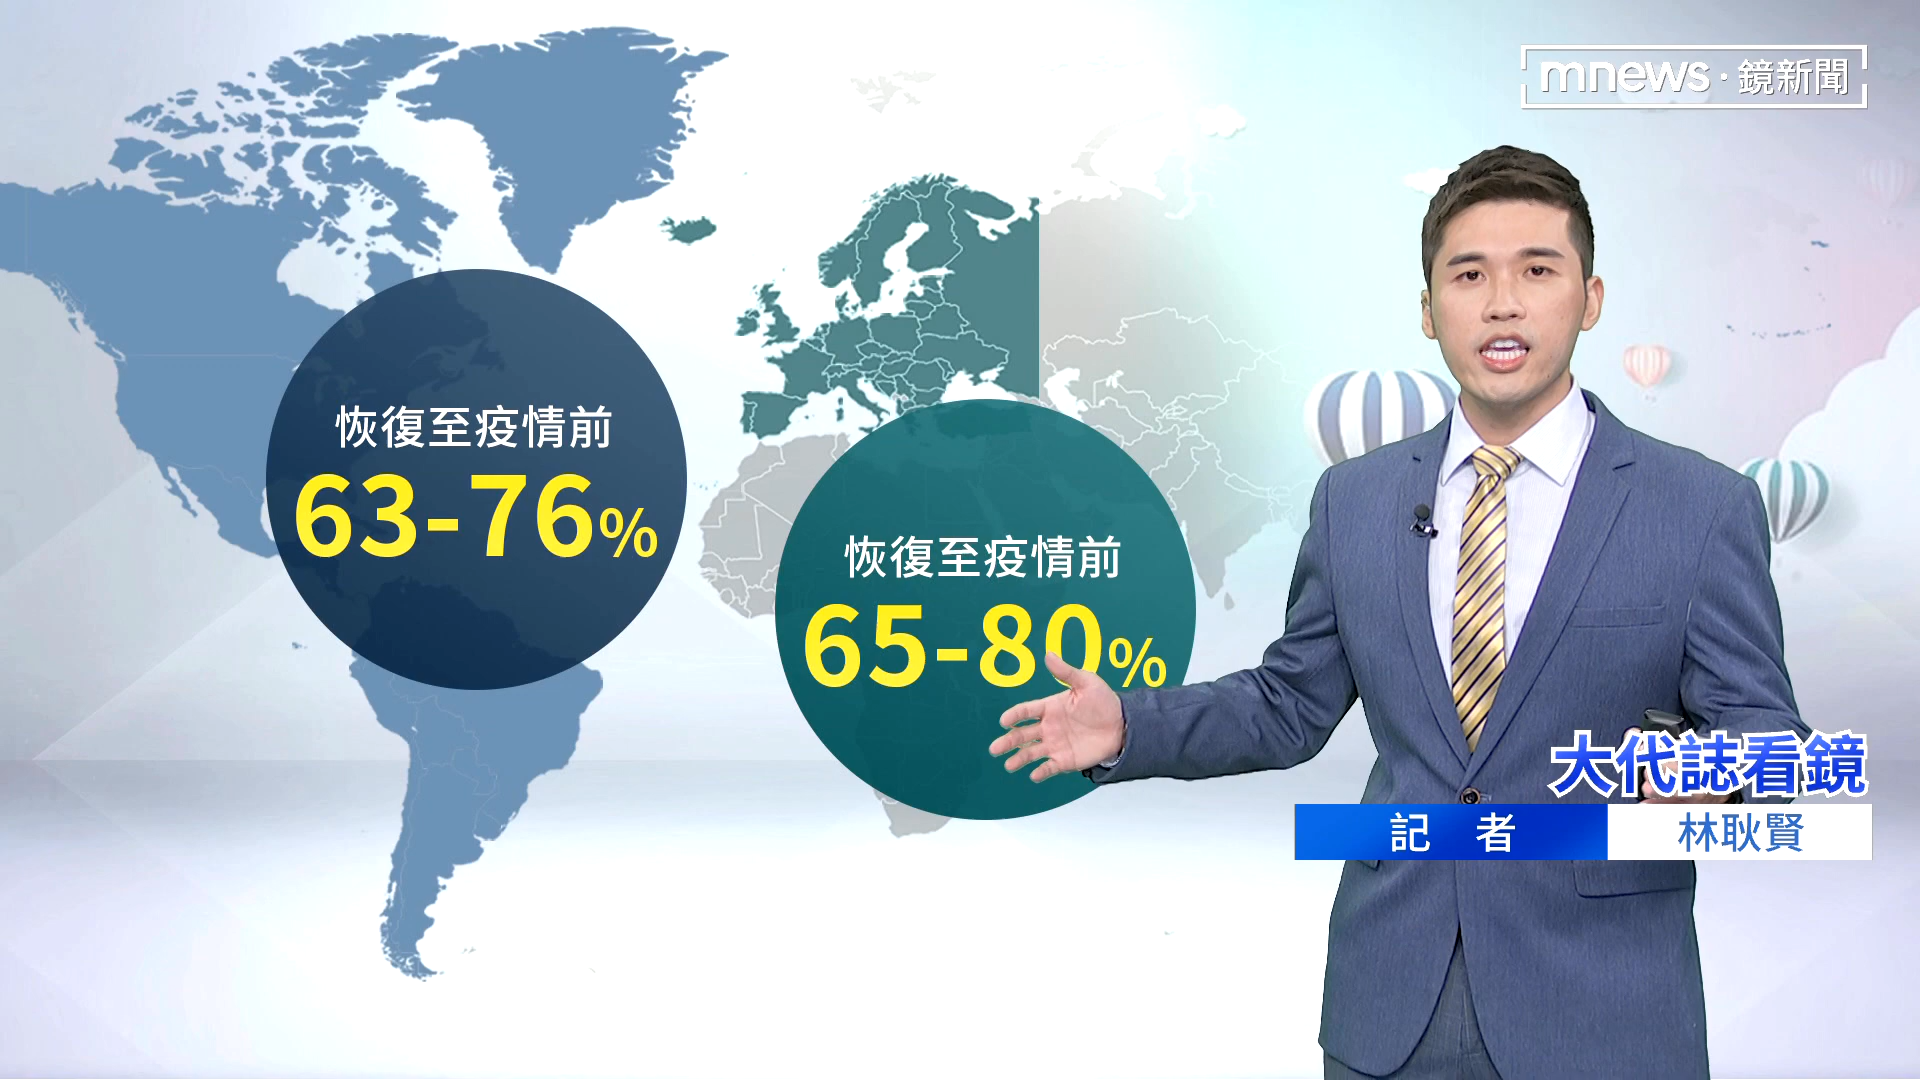 mnews·鏡新聞
恢復至疫情前
63-76%
恢復至疫情前
65-80%
大代誌看鏡
記者
林耿賢